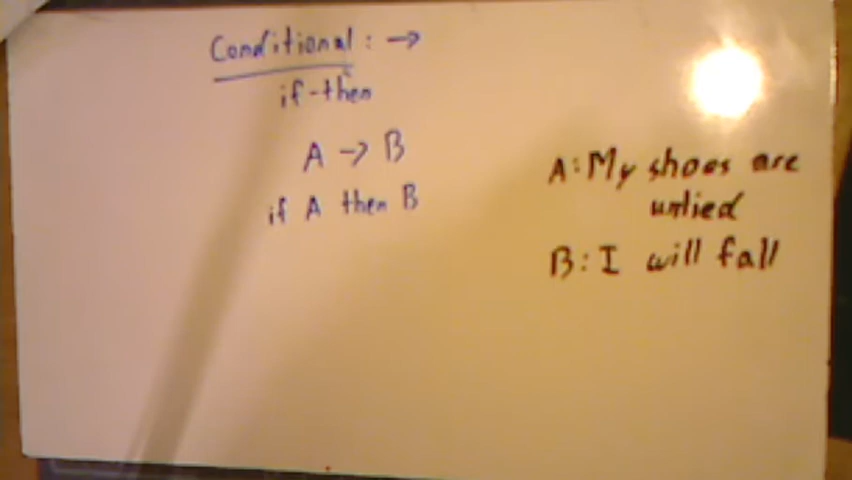 Conditional: →
if-then
A → B
if A then B
A: My shoes are
untied
B: I will fall